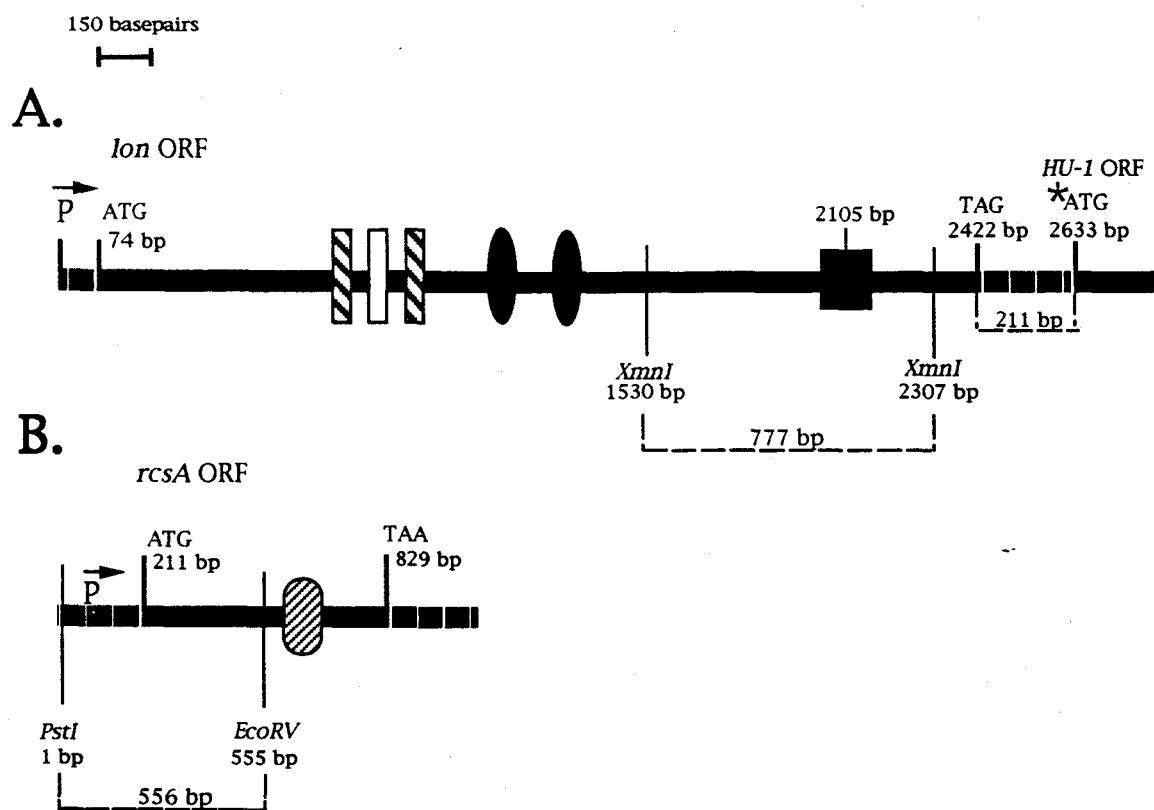 150 basepairs
A.
lon ORF
P
ATG
74 bp
2105 bp
HU-1 ORF
TAG
2422 bp
*ATG
2633 bp
211 bp
XmnI
1530 bp
XmnI
2307 bp
777 bp
B.
rcsA ORF
P
ATG
211 bp
TAA
829 bp
PstI
1 bp
EcoRV
555 bp
556 bp